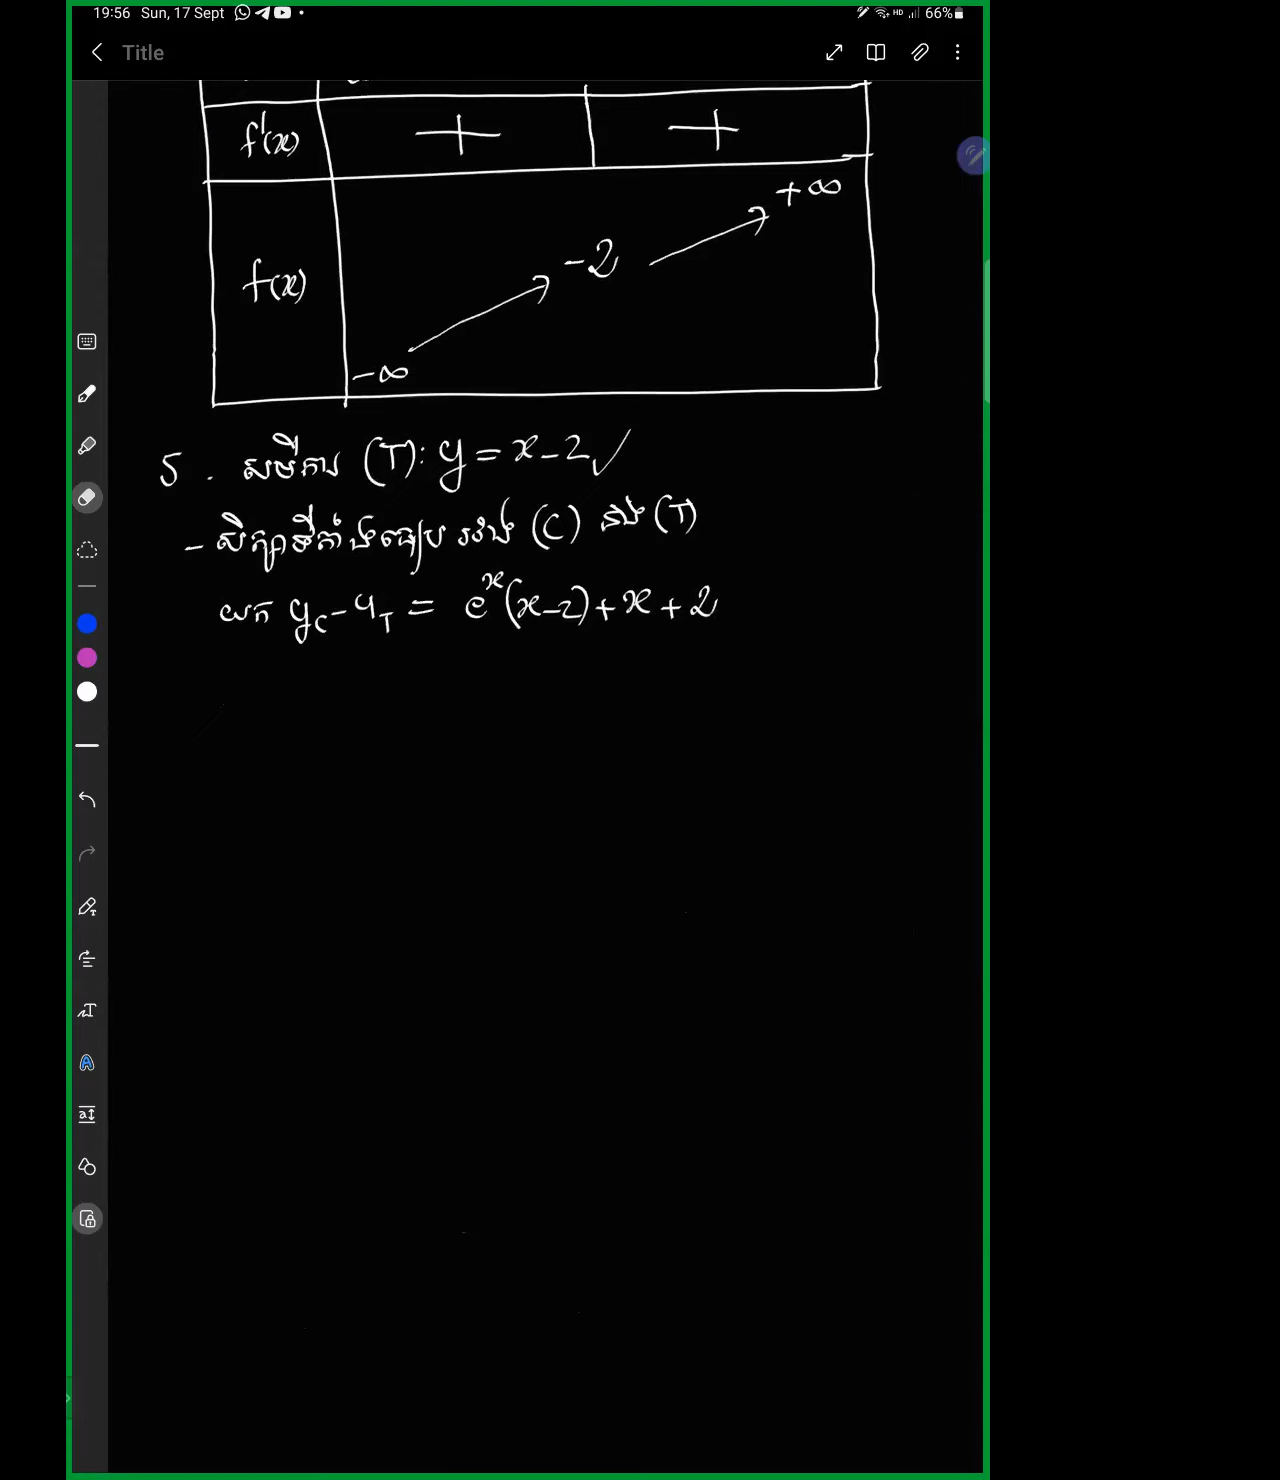 19:56 Sun, 17 Sept HD 66%
Title
f'(x) + +
+∞
-2
f(x)
-∞
5 . សមីការ (T): y = x - 2 ✓
- សិក្សាទីតាំងធៀប រវាង (C) និង (T)
យក y_C - y_T = e^x(x-2) + x + 2
T
T
A
a